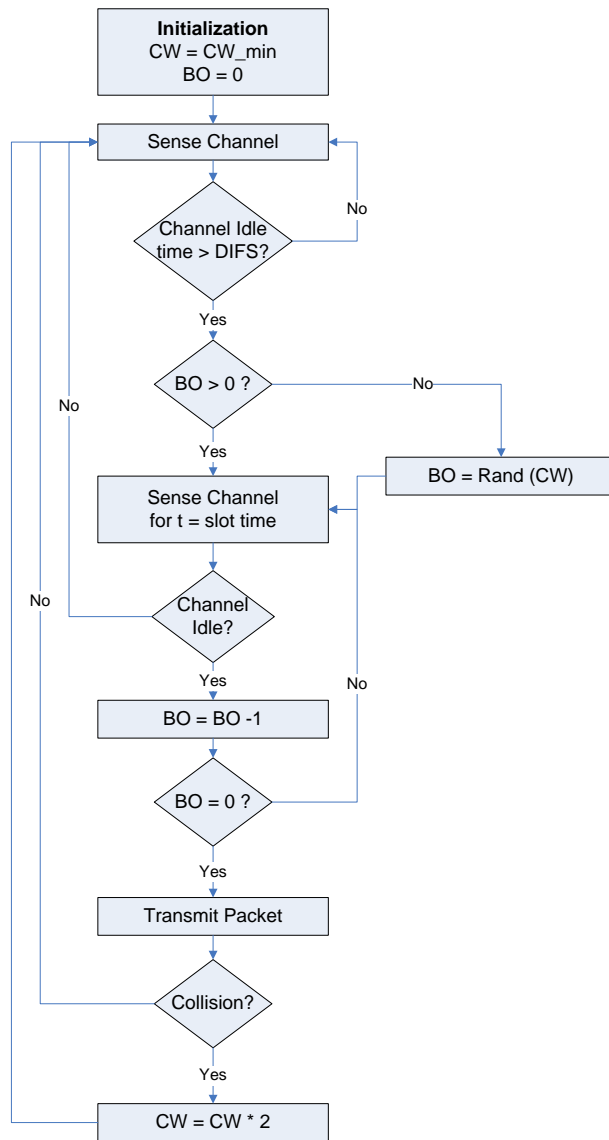 Initialization
CW = CW_min
BO = 0
Sense Channel
Channel Idle
time > DIFS?
No
Yes
BO > 0 ?
No
No
Yes
BO = Rand (CW)
Sense Channel
for t = slot time
No
Channel
Idle?
Yes
No
BO = BO -1
BO = 0 ?
Yes
Transmit Packet
Collision?
Yes
CW = CW * 2